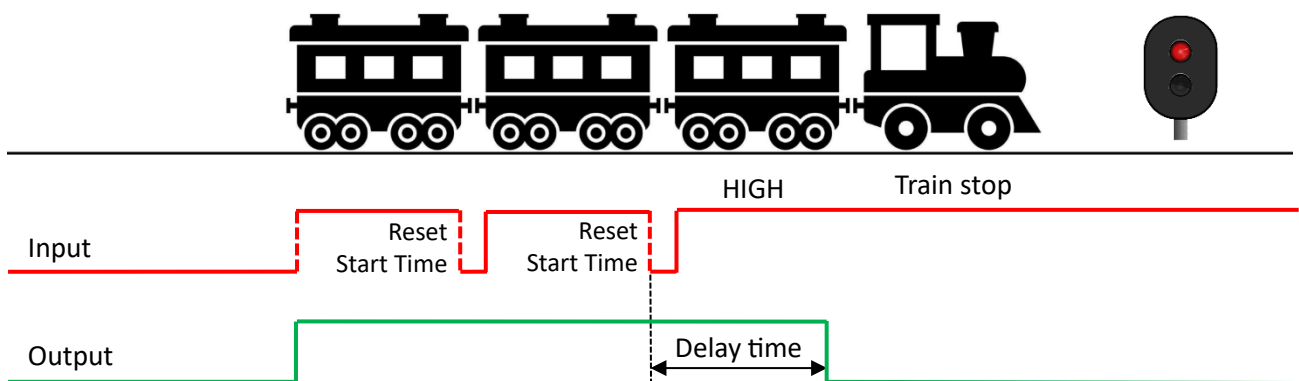 HIGH
Train stop
Input
Reset
Start Time
Reset
Start Time
Output
Delay time